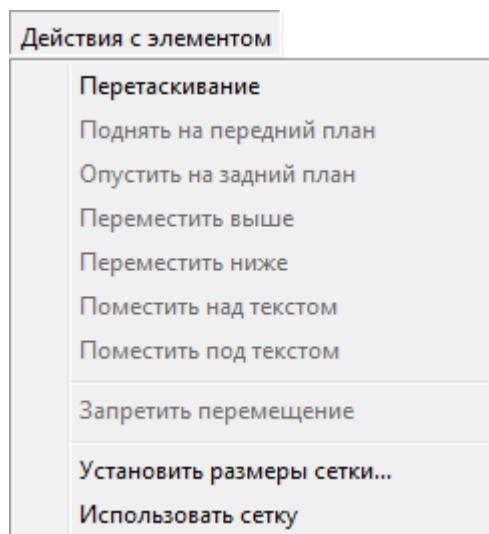 Действия с элементом
Перетаскивание
Поднять на передний план
Опустить на задний план
Переместить выше
Переместить ниже
Поместить над текстом
Поместить под текстом
Запретить перемещение
Установить размеры сетки...
Использовать сетку